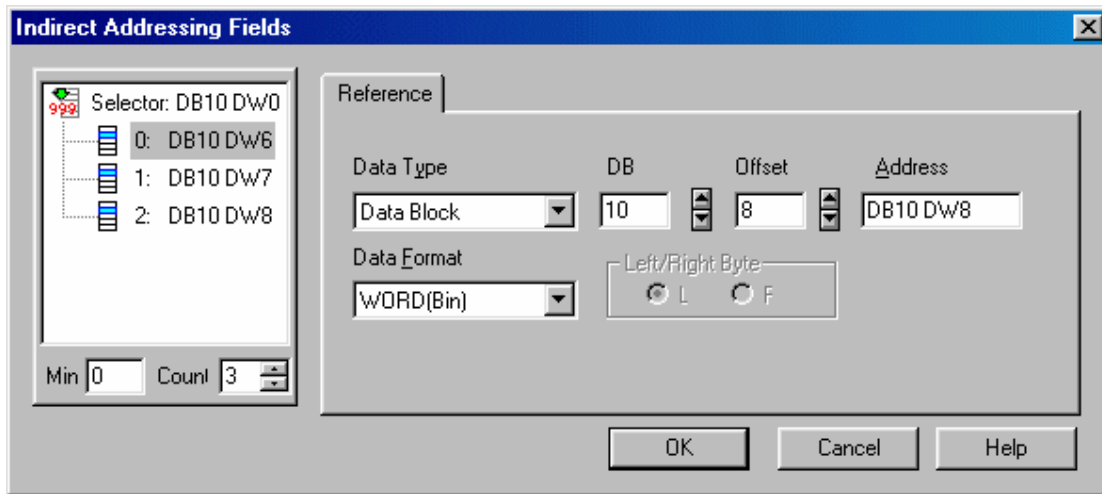 Indirect Addressing Fields
999 Selector: DB10 DW0
0: DB10 DW6
1: DB10 DW7
2: DB10 DW8
Min 0 Count 3
Reference
Data Type DB Offset Address
Data Block 10 8 DB10 DW8
Data Format
WORD(Bin)
Left/Right Byte
L F
OK Cancel Help